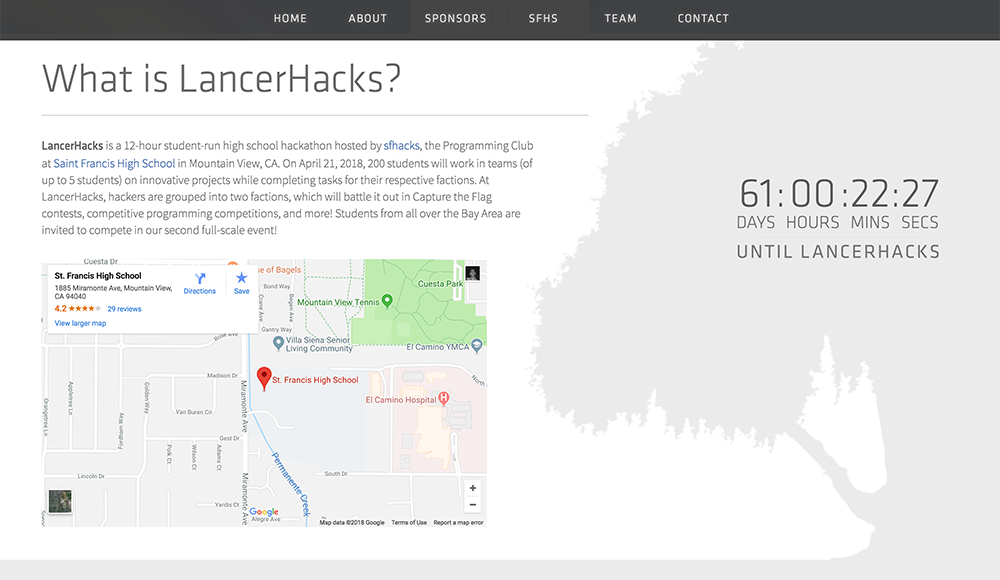 HOME ABOUT SPONSORS SFHS TEAM CONTACT
What is LancerHacks?
LancerHacks is a 12-hour student-run high school hackathon hosted by sfhacks, the Programming Club
at Saint Francis High School in Mountain View, CA. On April 21, 2018, 200 students will work in teams (of
up to 5 students) on innovative projects while completing tasks for their respective factions. At
LancerHacks, hackers are grouped into two factions, which will battle it out in Capture the Flag
contests, competitive programming competitions, and more! Students from all over the Bay Area are
invited to compete in our second full-scale event!
61:00:22:27
DAYS HOURS MINS SECS
UNTIL LANCERHACKS
Cuesta Dr
St. Francis High School
1885 Miramonte Ave, Mountain View,
CA 94040
4.2 29 reviews
View larger map
Directions
Save
se of Bagels
Bond Way
Crane Ave
Begen Ave
Cuesta Park
Mountain View Tennis
Gantry Way
Rose Ave
Villa Siena Senior
Living Community
El Camino YMCA
Madison Dr
St. Francis High School
North
El Camino Hospital
H
Miramonte Ave
Appletree Ln
Orangetree Ln
Golden Way
Fordham Way
Van Buren Cir
Gest Dr
Polk Ct
Wilson Ct
Adams Ct
Lincoln Dr
Permanente Creek
South Dr
Miramonte Ave
Yardis Ct
Google
Alegre Ave
+
−
Map data ©2018 Google Terms of Use Report a map error